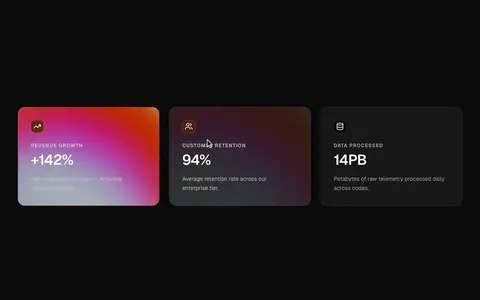 REVENUE GROWTH
+142%
CUSTOMER RETENTION
94%
Average retention rate across our
enterprise tier.
DATA PROCESSED
14PB
Petabytes of raw telemetry processed daily
across nodes.